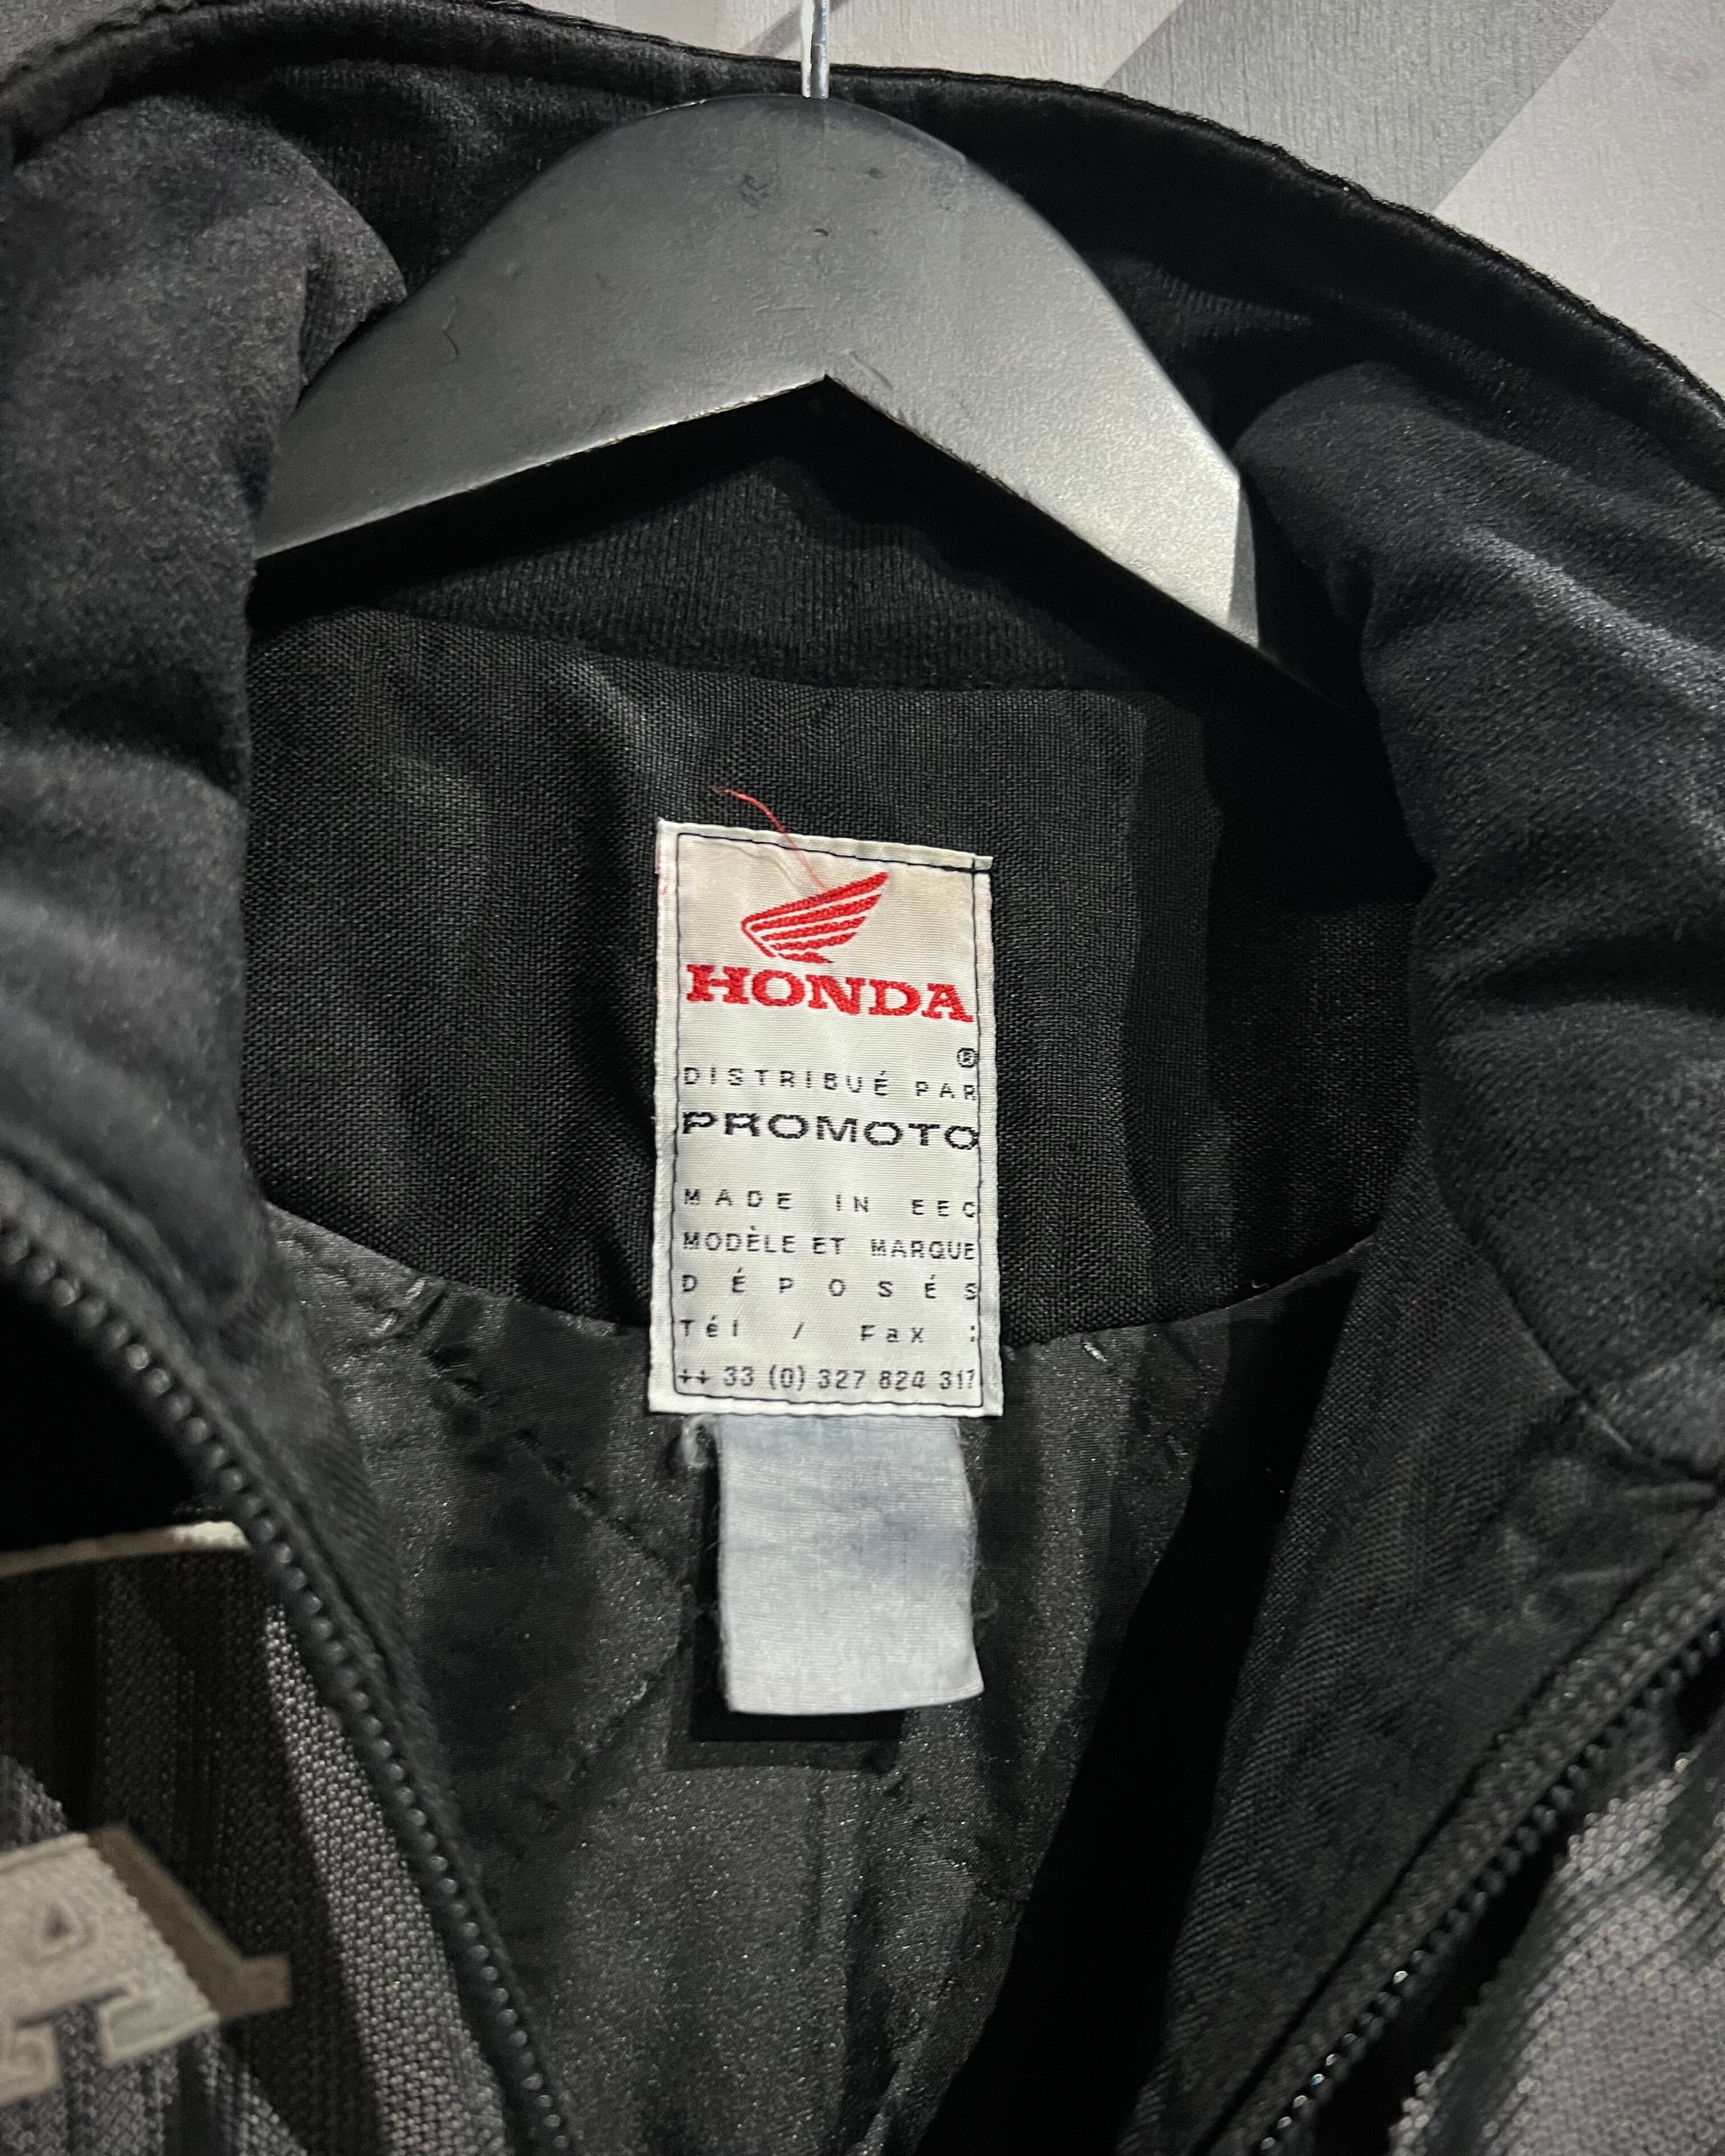 HONDA
®
DISTRIBUÉ PAR
PROMOTO
MADE IN EEC
MODÈLE ET MARQUE
DÉPOSÉS
Tél / Fax :
++ 33 (0) 327 824 317